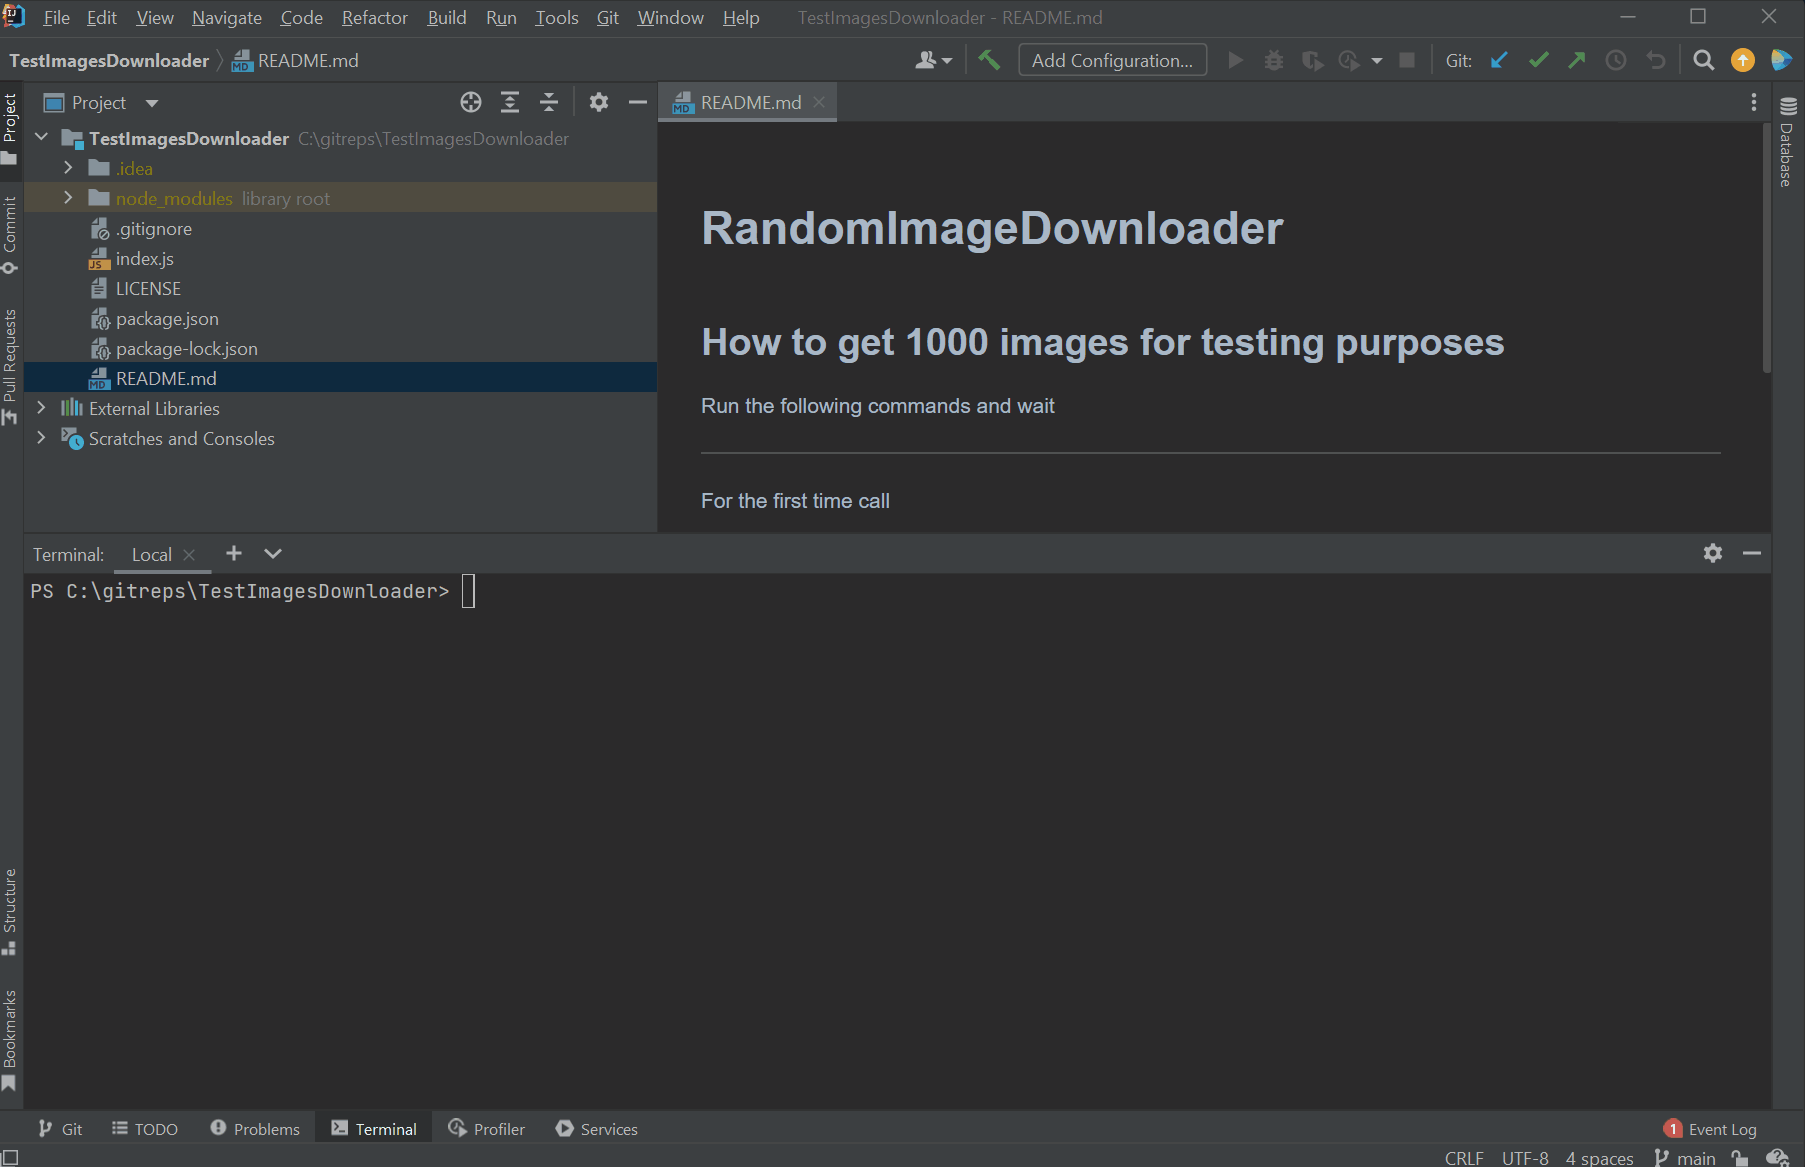 File Edit View Navigate Code Refactor Build Run Tools Git Window Help TestImagesDownloader - README.md
TestImagesDownloader README.md Add Configuration... Git:
Project
README.md
TestImagesDownloader C:\gitreps\TestImagesDownloader
.idea
node_modules library root
.gitignore
index.js
LICENSE
package.json
package-lock.json
README.md
External Libraries
Scratches and Consoles
RandomImageDownloader
How to get 1000 images for testing purposes
Run the following commands and wait
For the first time call
Project
Commit
Pull Requests
Structure
Bookmarks
Database
Terminal: Local
PS C:\gitreps\TestImagesDownloader>
Git TODO Problems Terminal Profiler Services 1 Event Log
CRLF UTF-8 4 spaces main